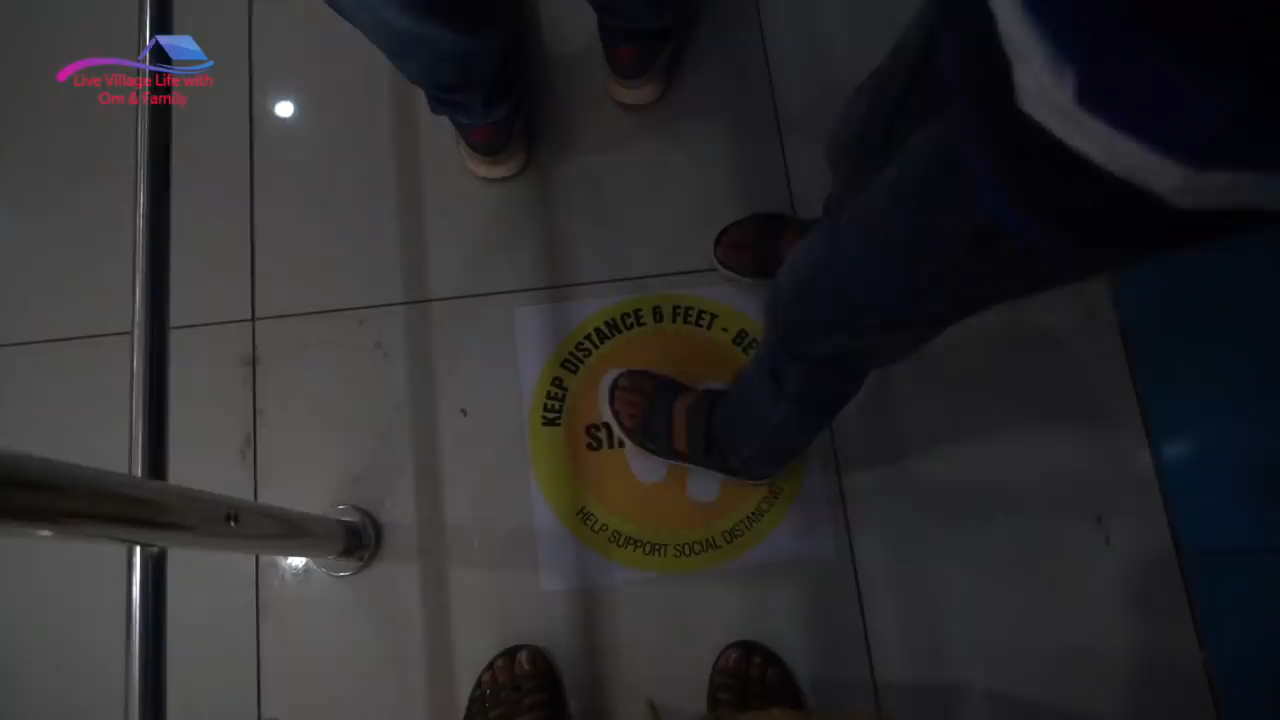 Live Village Life with
Om & Family
KEEP DISTANCE 6 FEET - BE
HELP SUPPORT SOCIAL DISTANCING